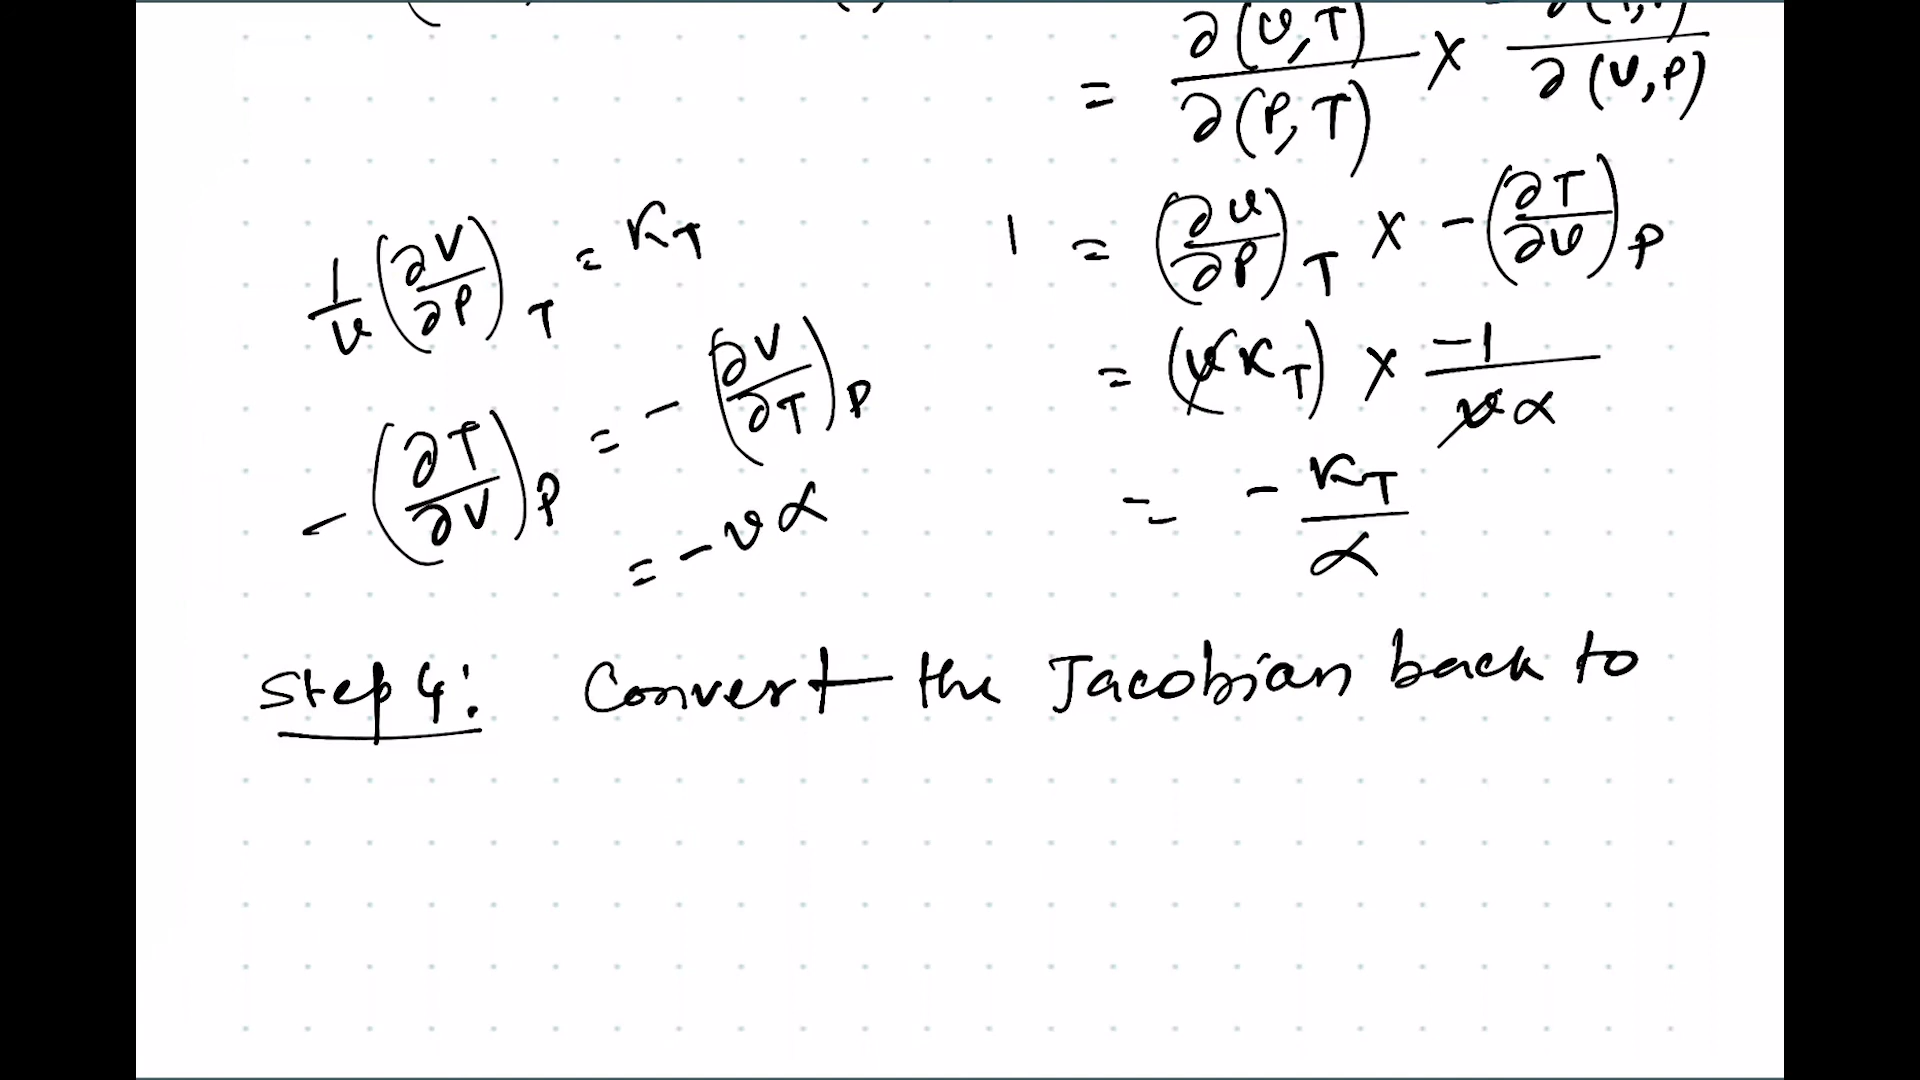 = ∂(v,T)/∂(P,T) × ∂(T,P)/∂(v,P)
1/v (∂V/∂P)_T = κ_T
1 = (∂v/∂P)_T × -(∂T/∂v)_P
-(∂T/∂V)_P = -(∂V/∂T)_P
= -vα
= (vκ_T) × -1/vα
= -κ_T/α
Step 4: Convert the Jacobian back to